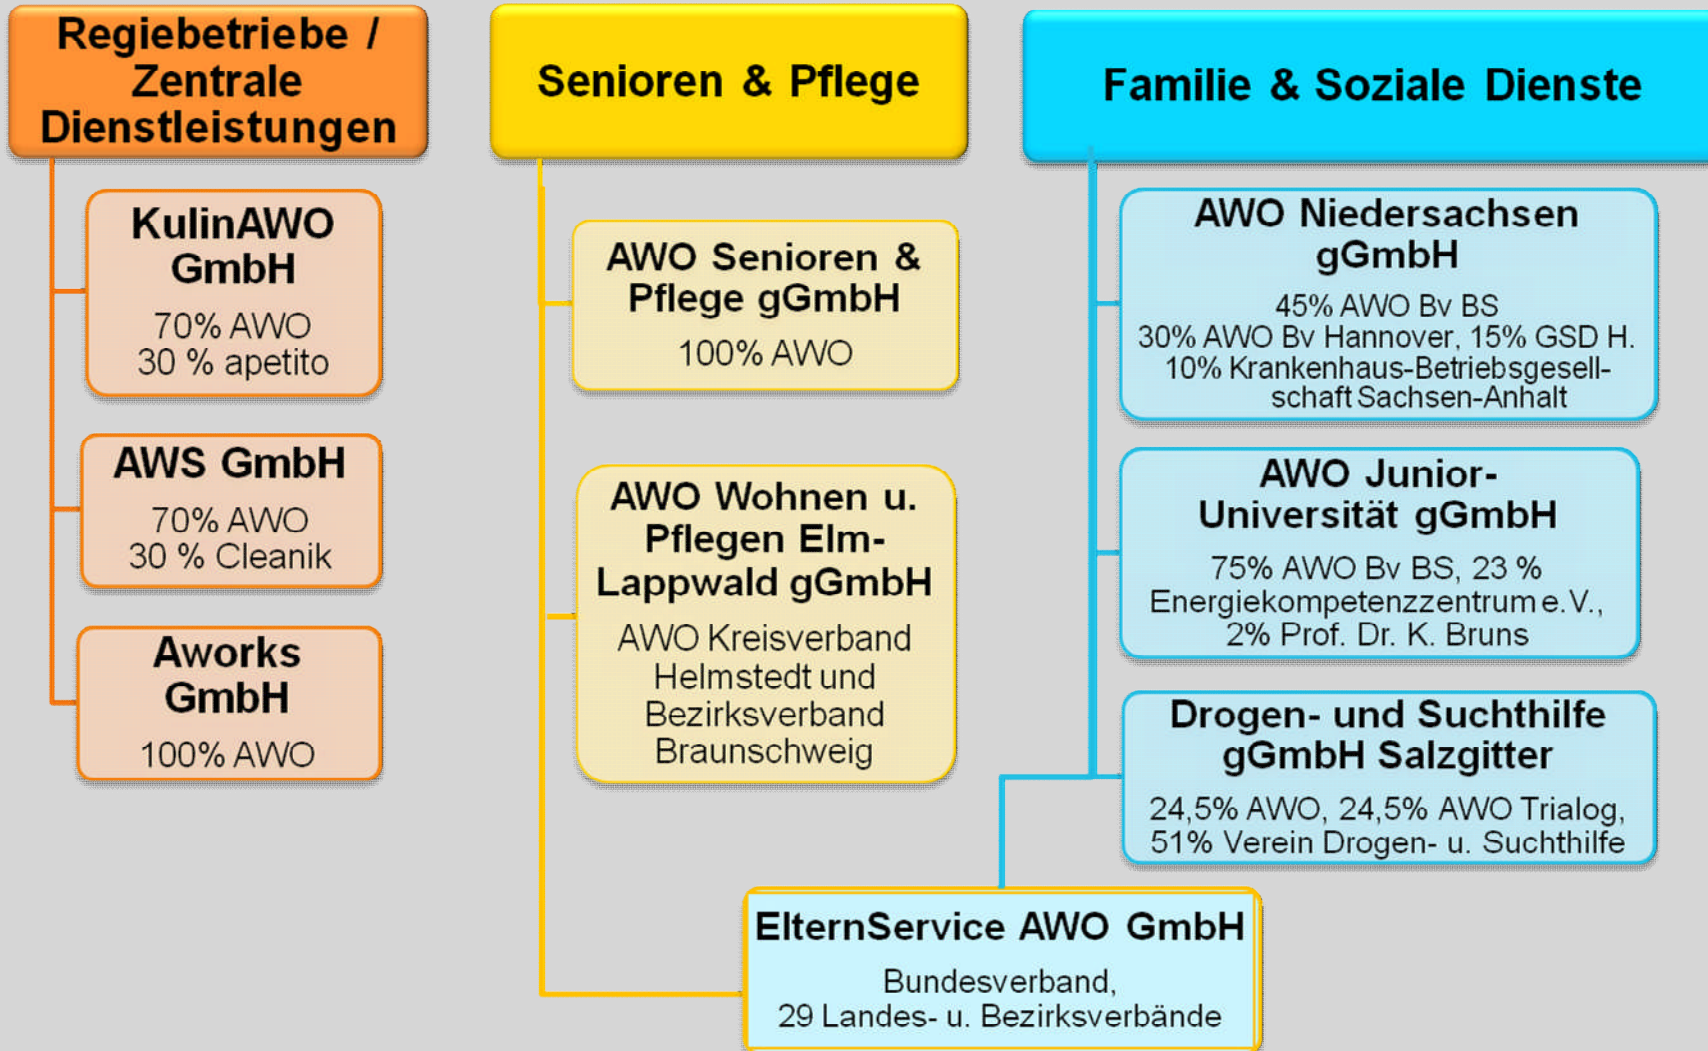 Regiebetriebe /
Zentrale
Dienstleistungen
KulinAWO
GmbH
70% AWO
30 % apetito
AWS GmbH
70% AWO
30 % Cleanik
Aworks
GmbH
100% AWO
Senioren & Pflege
AWO Senioren &
Pflege gGmbH
100% AWO
AWO Wohnen u.
Pflegen Elm-
Lappwald gGmbH
AWO Kreisverband
Helmstedt und
Bezirksverband
Braunschweig
Familie & Soziale Dienste
AWO Niedersachsen
gGmbH
45% AWO Bv BS
30% AWO Bv Hannover, 15% GSD H.
10% Krankenhaus-Betriebsgesell-
schaft Sachsen-Anhalt
AWO Junior-
Universität gGmbH
75% AWO Bv BS, 23 %
Energiekompetenzzentrum e.V.,
2% Prof. Dr. K. Bruns
Drogen- und Suchthilfe
gGmbH Salzgitter
24,5% AWO, 24,5% AWO Trialog,
51% Verein Drogen- u. Suchthilfe
ElternService AWO GmbH
Bundesverband,
29 Landes- u. Bezirksverbände